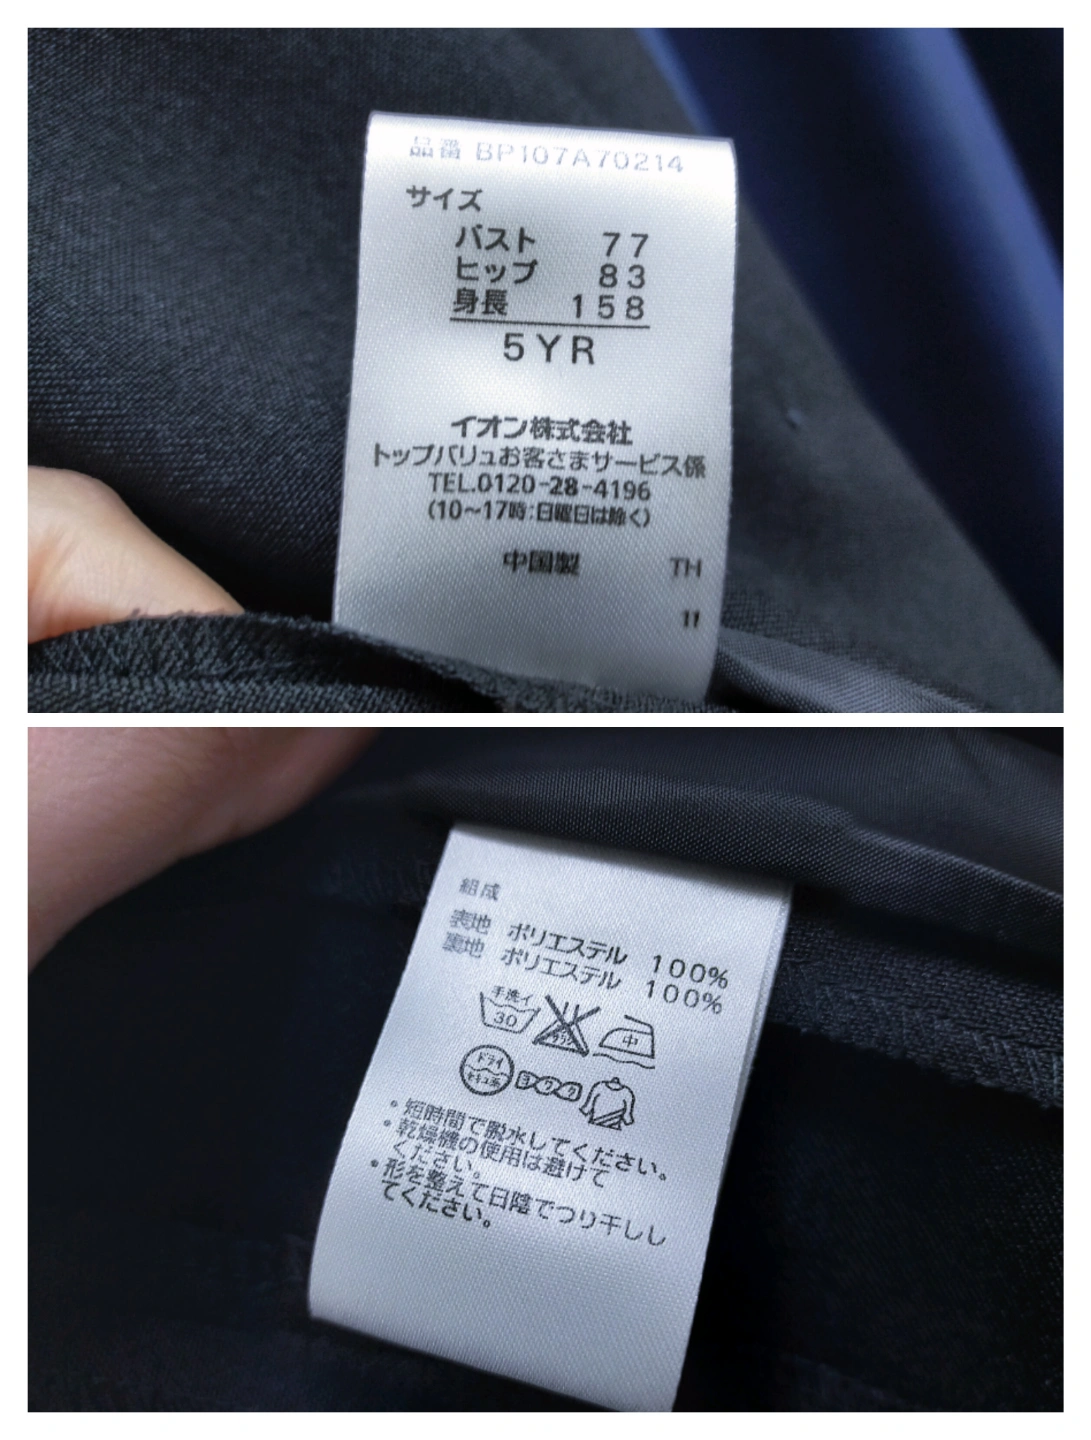 品番 BP107A70214
サイズ
バスト 77
ヒップ 83
身長 158
5YR
イオン株式会社
トップバリュお客さまサービス係
TEL.0120-28-4196
(10～17時:日曜日は除く)
中国製 TH
11
組成
表地 ポリエステル 100%
裏地 ポリエステル 100%
手洗イ
30
中
ドライ
ヨワク
・短時間で脱水してください。
・乾燥機の使用は避けて
ください。
・形を整えて日陰でつり干しし
てください。